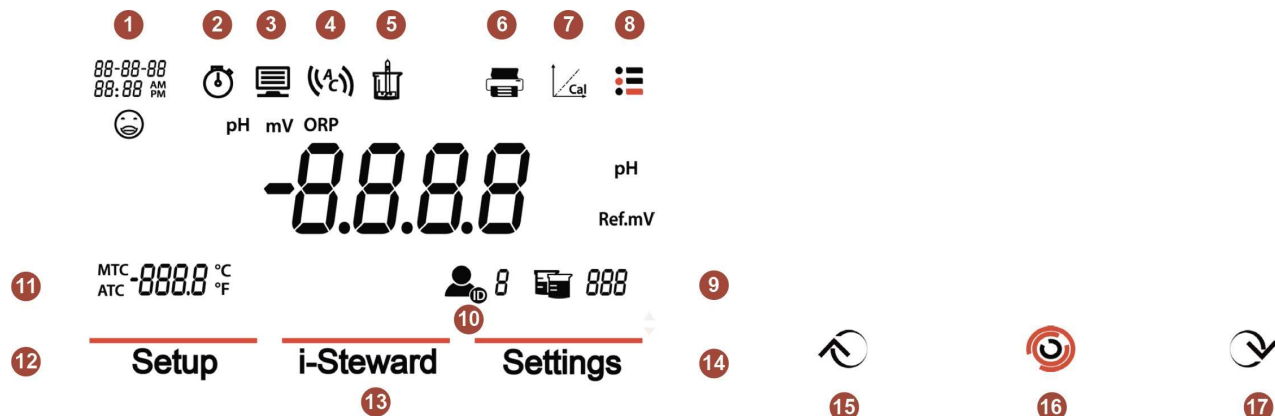 1 2 3 4 5 6 7 8
88-88-88
88:88 AM PM
AC
Cal
pH mV ORP
-8.8.8.8
pH
Ref.mV
11 MTC ATC -888.8 °C °F
ID 8 888 9
10
12 Setup i-Steward Settings 14
13 15 16 17